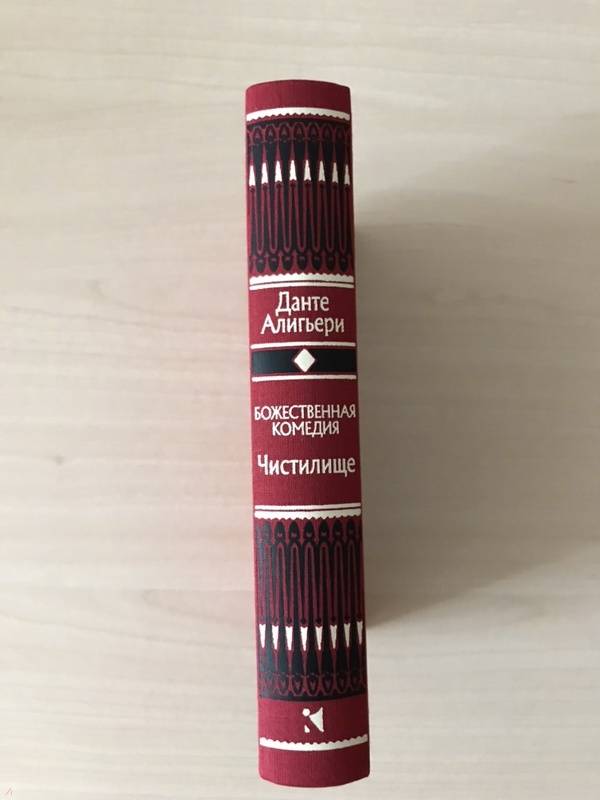 Данте
Алигьери
БОЖЕСТВЕННАЯ
КОМЕДИЯ
Чистилище